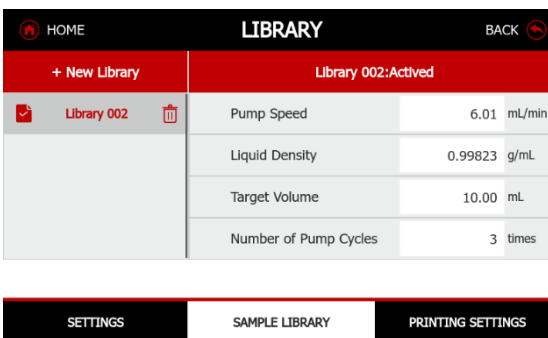 HOME LIBRARY BACK
+ New Library Library 002:Actived
Library 002 Pump Speed 6.01 mL/min
Liquid Density 0.99823 g/mL
Target Volume 10.00 mL
Number of Pump Cycles 3 times
SETTINGS SAMPLE LIBRARY PRINTING SETTINGS